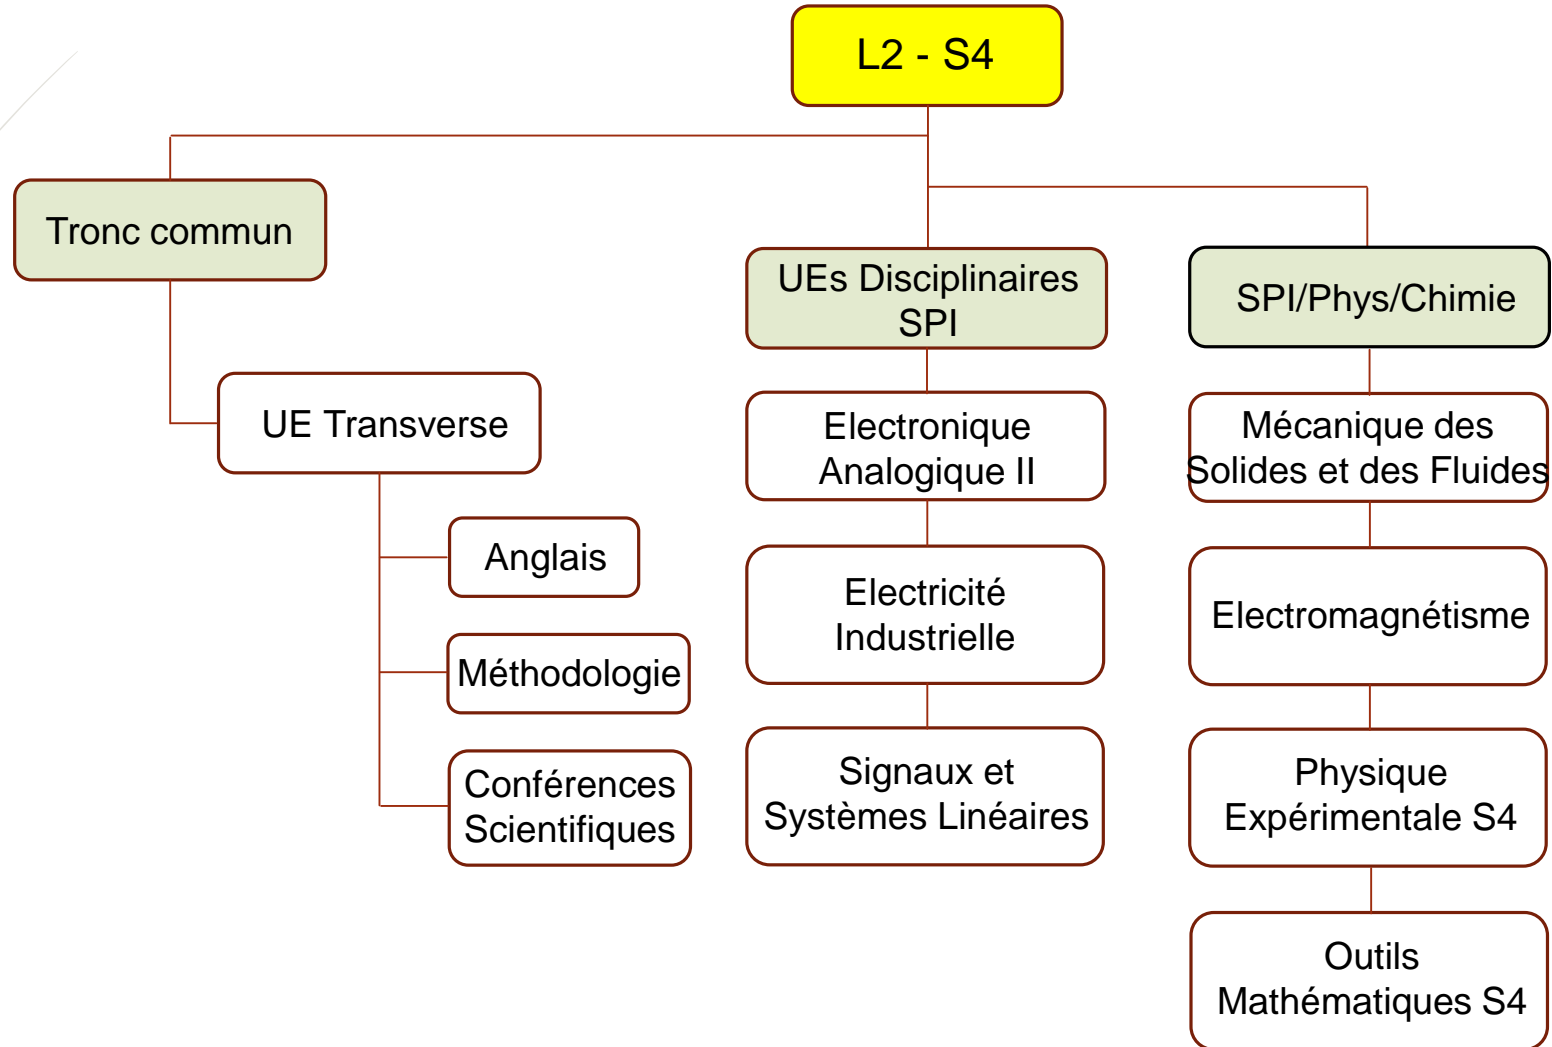 L2 - S4
Tronc commun
UE Transverse
Anglais
Méthodologie
Conférences
Scientifiques
UEs Disciplinaires
SPI
Electronique
Analogique II
Electricité
Industrielle
Signaux et
Systèmes Linéaires
SPI/Phys/Chimie
Mécanique des
Solides et des Fluides
Electromagnétisme
Physique
Expérimentale S4
Outils
Mathématiques S4